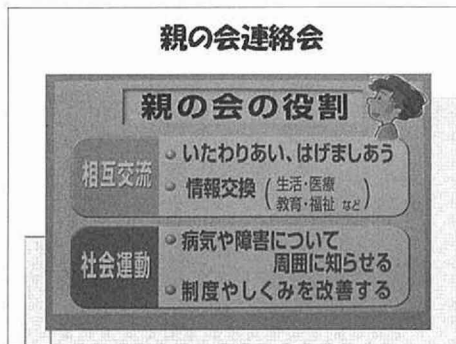 親の会連絡会
親の会の役割
相互交流
・いたわりあい、はげましあう
・情報交換(生活・医療
教育・福祉 など)
社会運動
・病気や障害について
周囲に知らせる
・制度やしくみを改善する